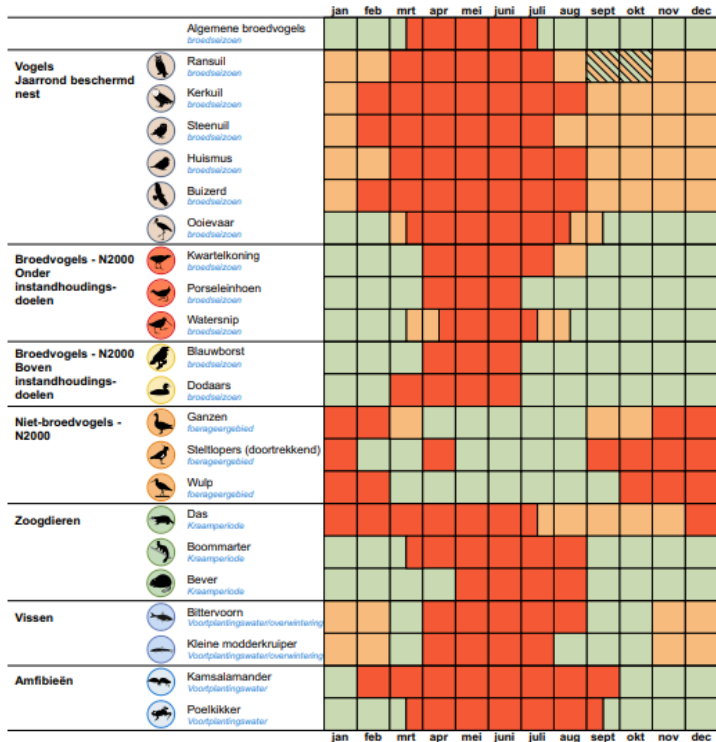 jan feb mrt apr mei juni juli aug sept okt nov dec
Algemene broedvogels
broedseizoen
Vogels
Jaarrond beschermd
nest
Ransuil
broedseizoen
Kerkuil
broedseizoen
Steenuil
broedseizoen
Huismus
broedseizoen
Buizerd
broedseizoen
Ooievaar
broedseizoen
Broedvogels - N2000
Onder
instandhoudings-
doelen
Kwartelkoning
broedseizoen
Porseleinhoen
broedseizoen
Watersnip
broedseizoen
Broedvogels - N2000
Boven
instandhoudings-
doelen
Blauwborst
broedseizoen
Dodaars
broedseizoen
Niet-broedvogels -
N2000
Ganzen
foerageergebied
Steltlopers (doortrekkend)
foerageergebied
Wulp
foerageergebied
Zoogdieren
Das
Kraamperiode
Boommarter
Kraamperiode
Bever
Kraamperiode
Vissen
Bittervoorn
Voortplantingswater/overwintering
Kleine modderkruiper
Voortplantingswater/overwintering
Amfibieën
Kamsalamander
Voortplantingswater
Poelkikker
Voortplantingswater
jan feb mrt apr mei juni juli aug sept okt nov dec